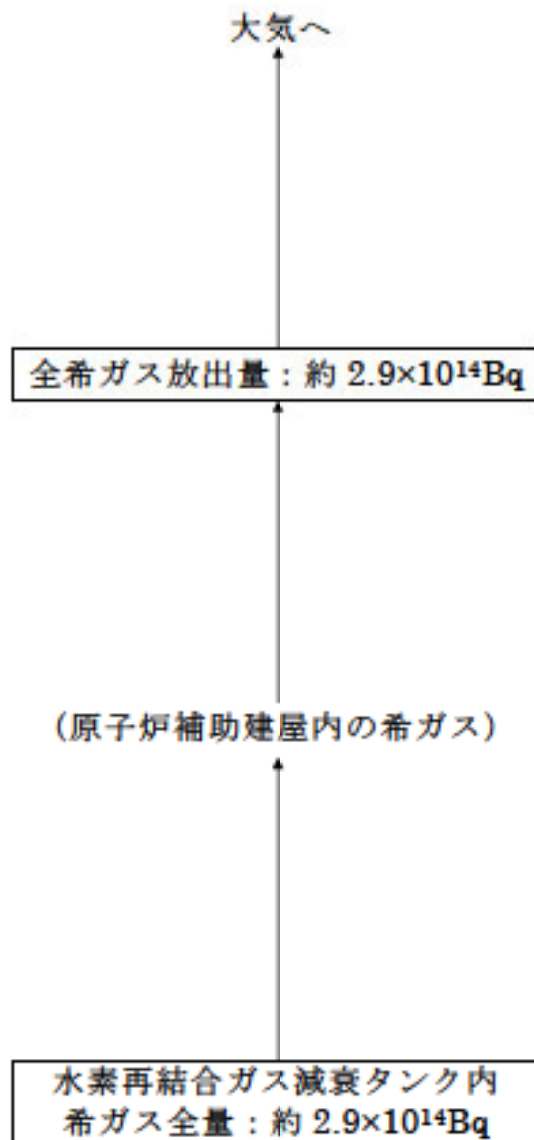 大気へ
全希ガス放出量：約 2.9×10¹⁴Bq
(原子炉補助建屋内の希ガス)
水素再結合ガス減衰タンク内
希ガス全量：約 2.9×10¹⁴Bq